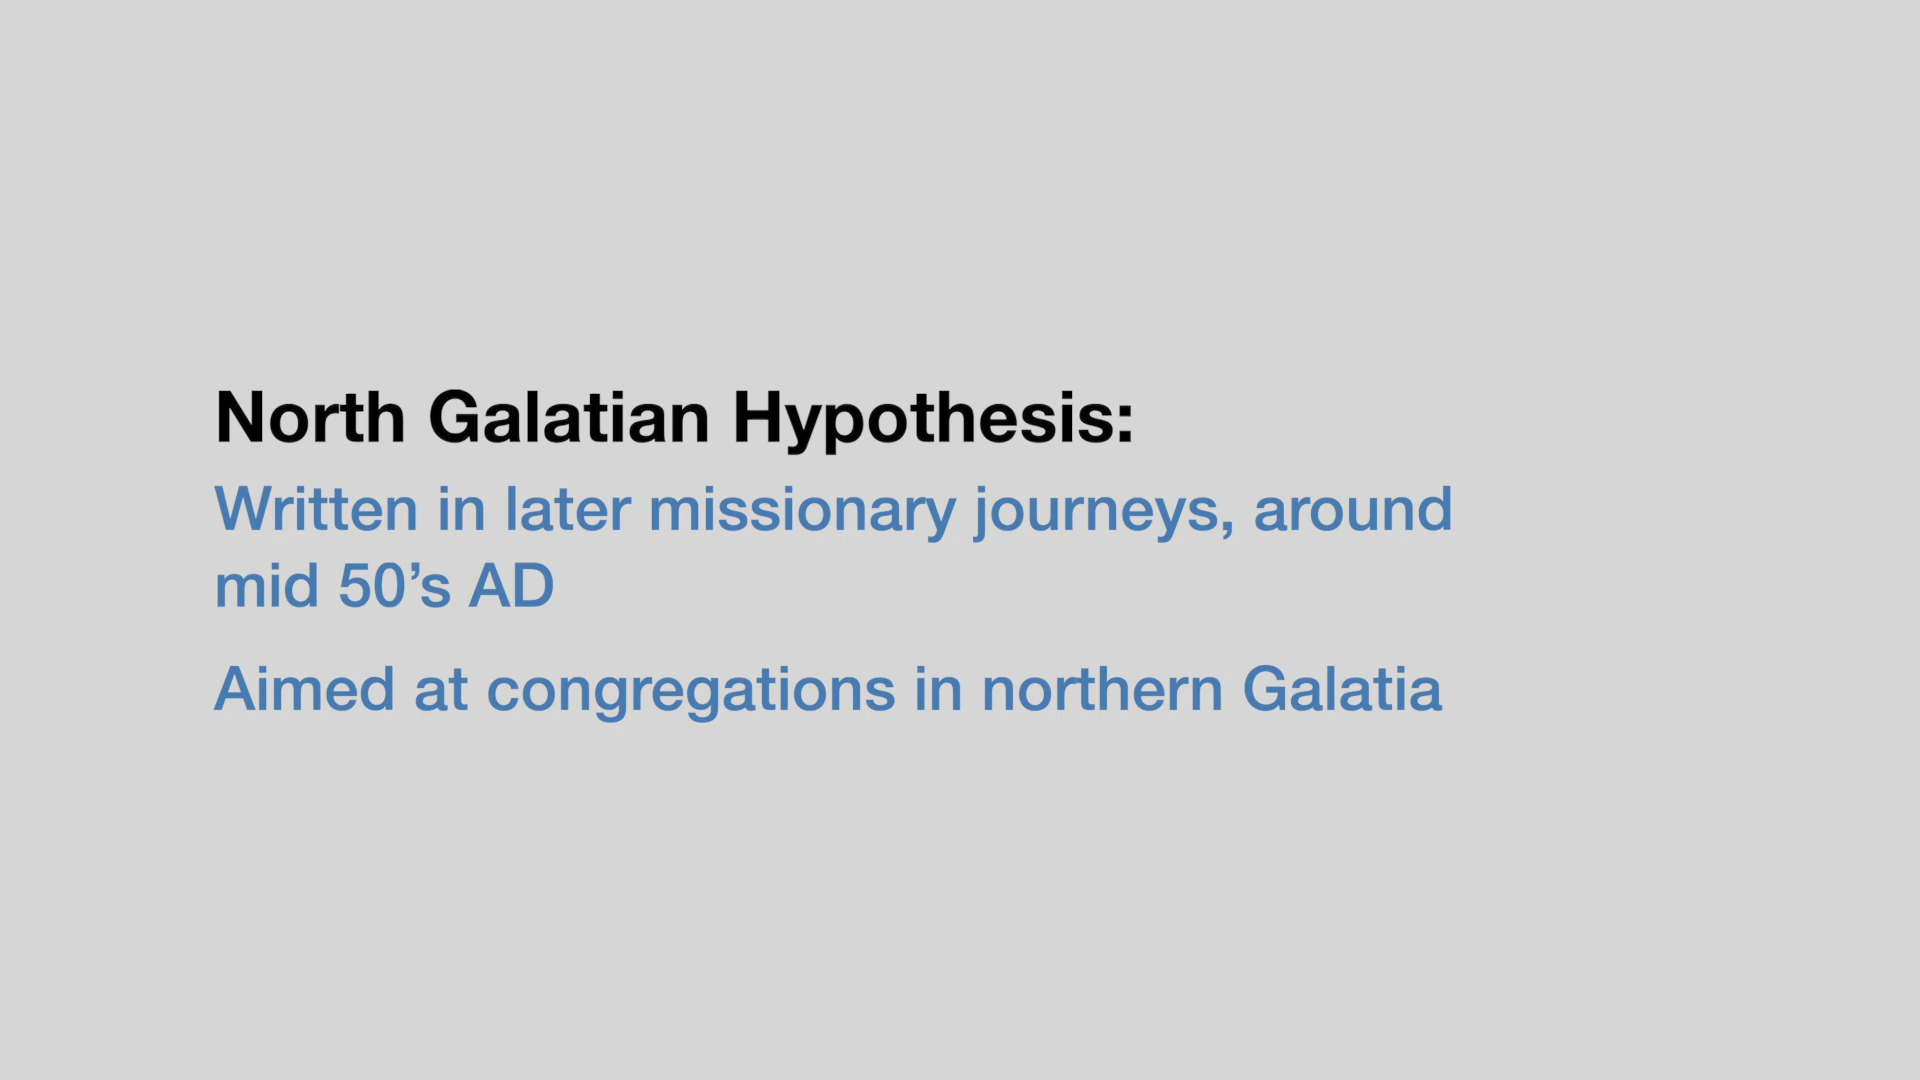 North Galatian Hypothesis:
Written in later missionary journeys, around
mid 50’s AD
Aimed at congregations in northern Galatia